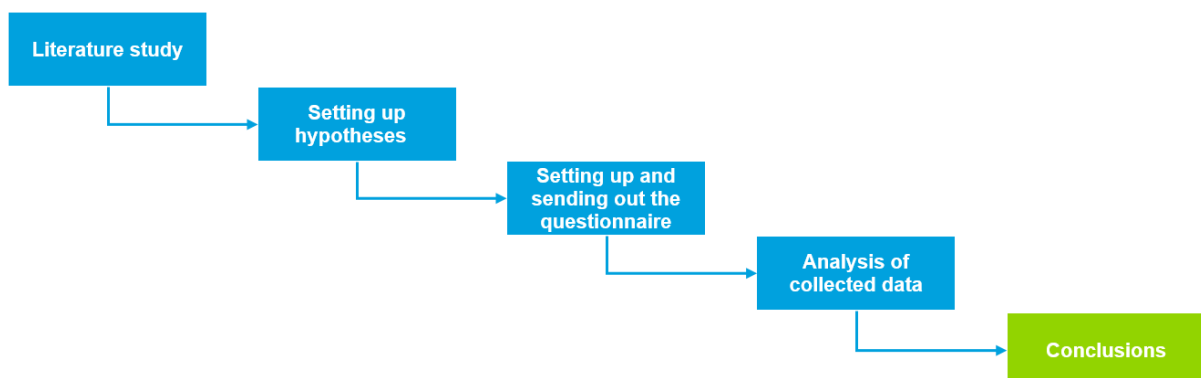 Literature study
Setting up
hypotheses
Setting up and
sending out the
questionnaire
Analysis of
collected data
Conclusions